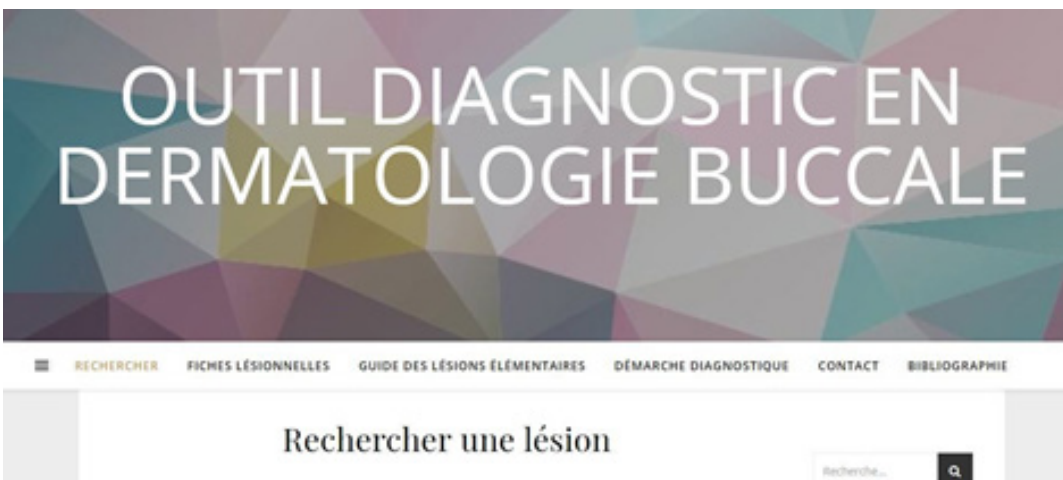 OUTIL DIAGNOSTIC EN
DERMATOLOGIE BUCCALE
RECHERCHER FICHES LÉSIONNELLES GUIDE DES LÉSIONS ÉLÉMENTAIRES DÉMARCHE DIAGNOSTIQUE CONTACT BIBLIOGRAPHIE
Rechercher une lésion
Recherche...